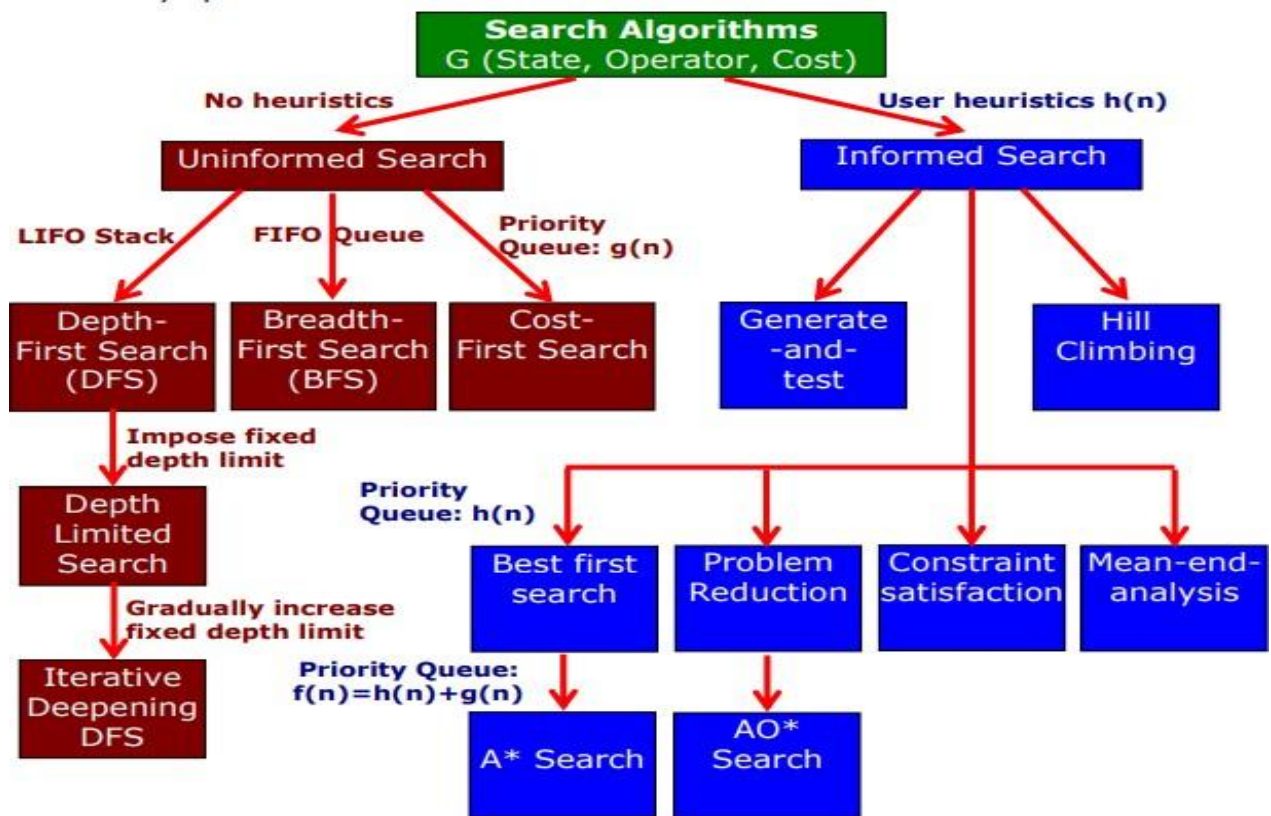 Search Algorithms
G (State, Operator, Cost)
No heuristics
User heuristics h(n)
Uninformed Search
Informed Search
LIFO Stack
FIFO Queue
Priority
Queue: g(n)
Depth-
First Search
(DFS)
Breadth-
First Search
(BFS)
Cost-
First Search
Generate
-and-
test
Hill
Climbing
Impose fixed
depth limit
Depth
Limited
Search
Priority
Queue: h(n)
Best first
search
Problem
Reduction
Constraint
satisfaction
Mean-end-
analysis
Gradually increase
fixed depth limit
Iterative
Deepening
DFS
Priority Queue:
f(n)=h(n)+g(n)
A* Search
AO*
Search